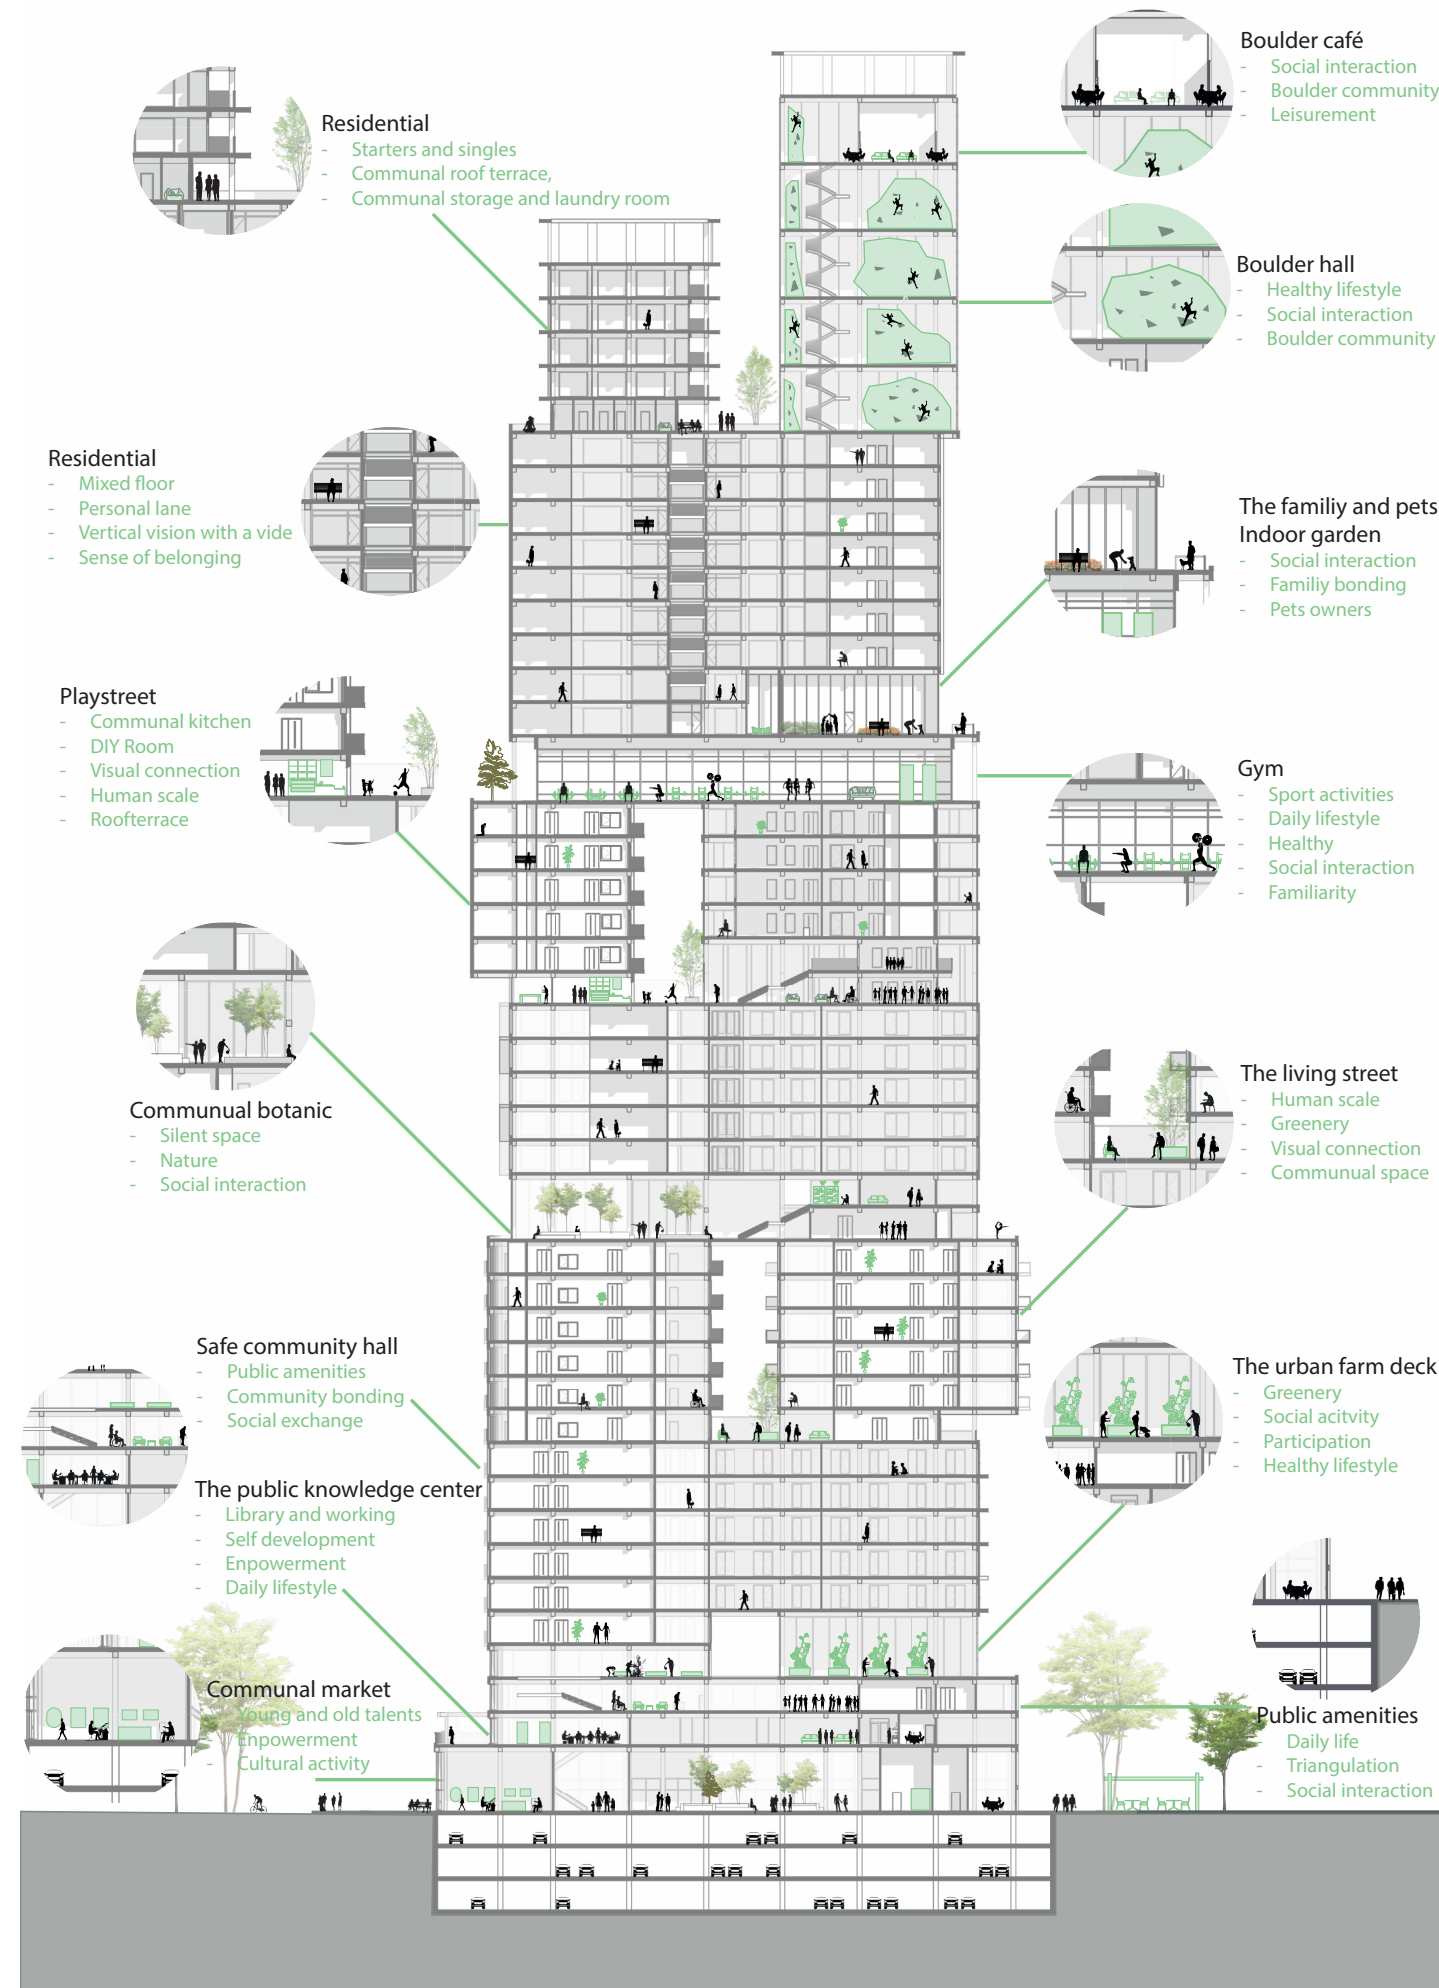 Boulder café
- Social interaction
- Boulder community
- Leisurement
Residential
- Starters and singles
- Communal roof terrace,
- Communal storage and laundry room
Boulder hall
- Healthy lifestyle
- Social interaction
- Boulder community
Residential
- Mixed floor
- Personal lane
- Vertical vision with a vide
- Sense of belonging
The familiy and pets
Indoor garden
- Social interaction
- Familiy bonding
- Pets owners
Playstreet
- Communal kitchen
- DIY Room
- Visual connection
- Human scale
- Roofterrace
Gym
- Sport activities
- Daily lifestyle
- Healthy
- Social interaction
- Familiarity
Communual botanic
- Silent space
- Nature
- Social interaction
The living street
- Human scale
- Greenery
- Visual connection
- Communual space
Safe community hall
- Public amenities
- Community bonding
- Social exchange
The urban farm deck
- Greenery
- Social acitvity
- Participation
- Healthy lifestyle
The public knowledge center
- Library and working
- Self development
- Enpowerment
- Daily lifestyle
Communal market
- Young and old talents
- Enpowerment
- Cultural activity
Public amenities
- Daily life
- Triangulation
- Social interaction